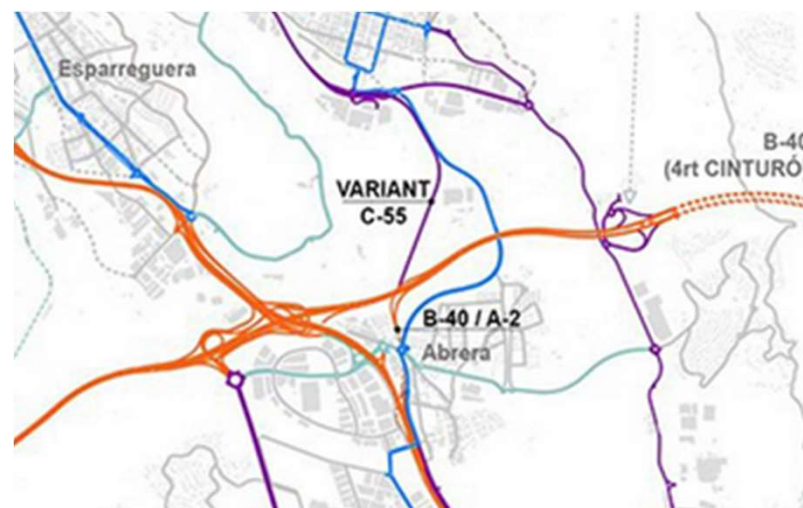 Esparreguera
B-40
(4rt CINTURÓ
VARIANT
C-55
B-40 / A-2
Abrera